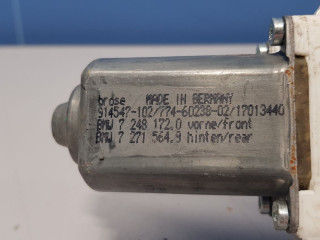 brose MADE IN GERMANY
914547-102/774-60238-02/17013440
BMW 7 248 172.0 vorne/front
BMW 7 271 564.9 hinten/rear